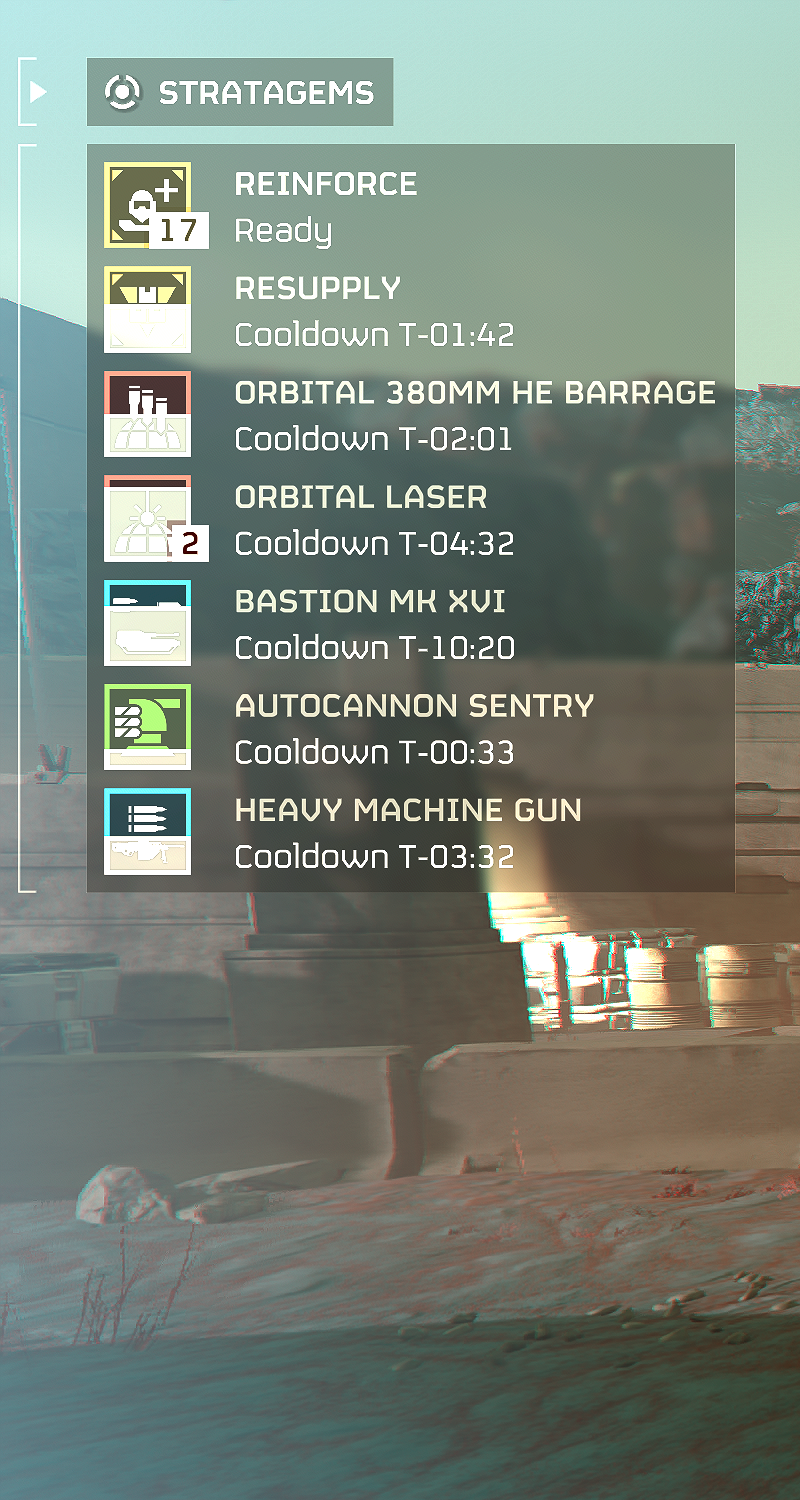 STRATAGEMS
REINFORCE
17
Ready
RESUPPLY
Cooldown T-01:42
ORBITAL 380MM HE BARRAGE
Cooldown T-02:01
ORBITAL LASER
2
Cooldown T-04:32
BASTION MK XVI
Cooldown T-10:20
AUTOCANNON SENTRY
Cooldown T-00:33
HEAVY MACHINE GUN
Cooldown T-03:32